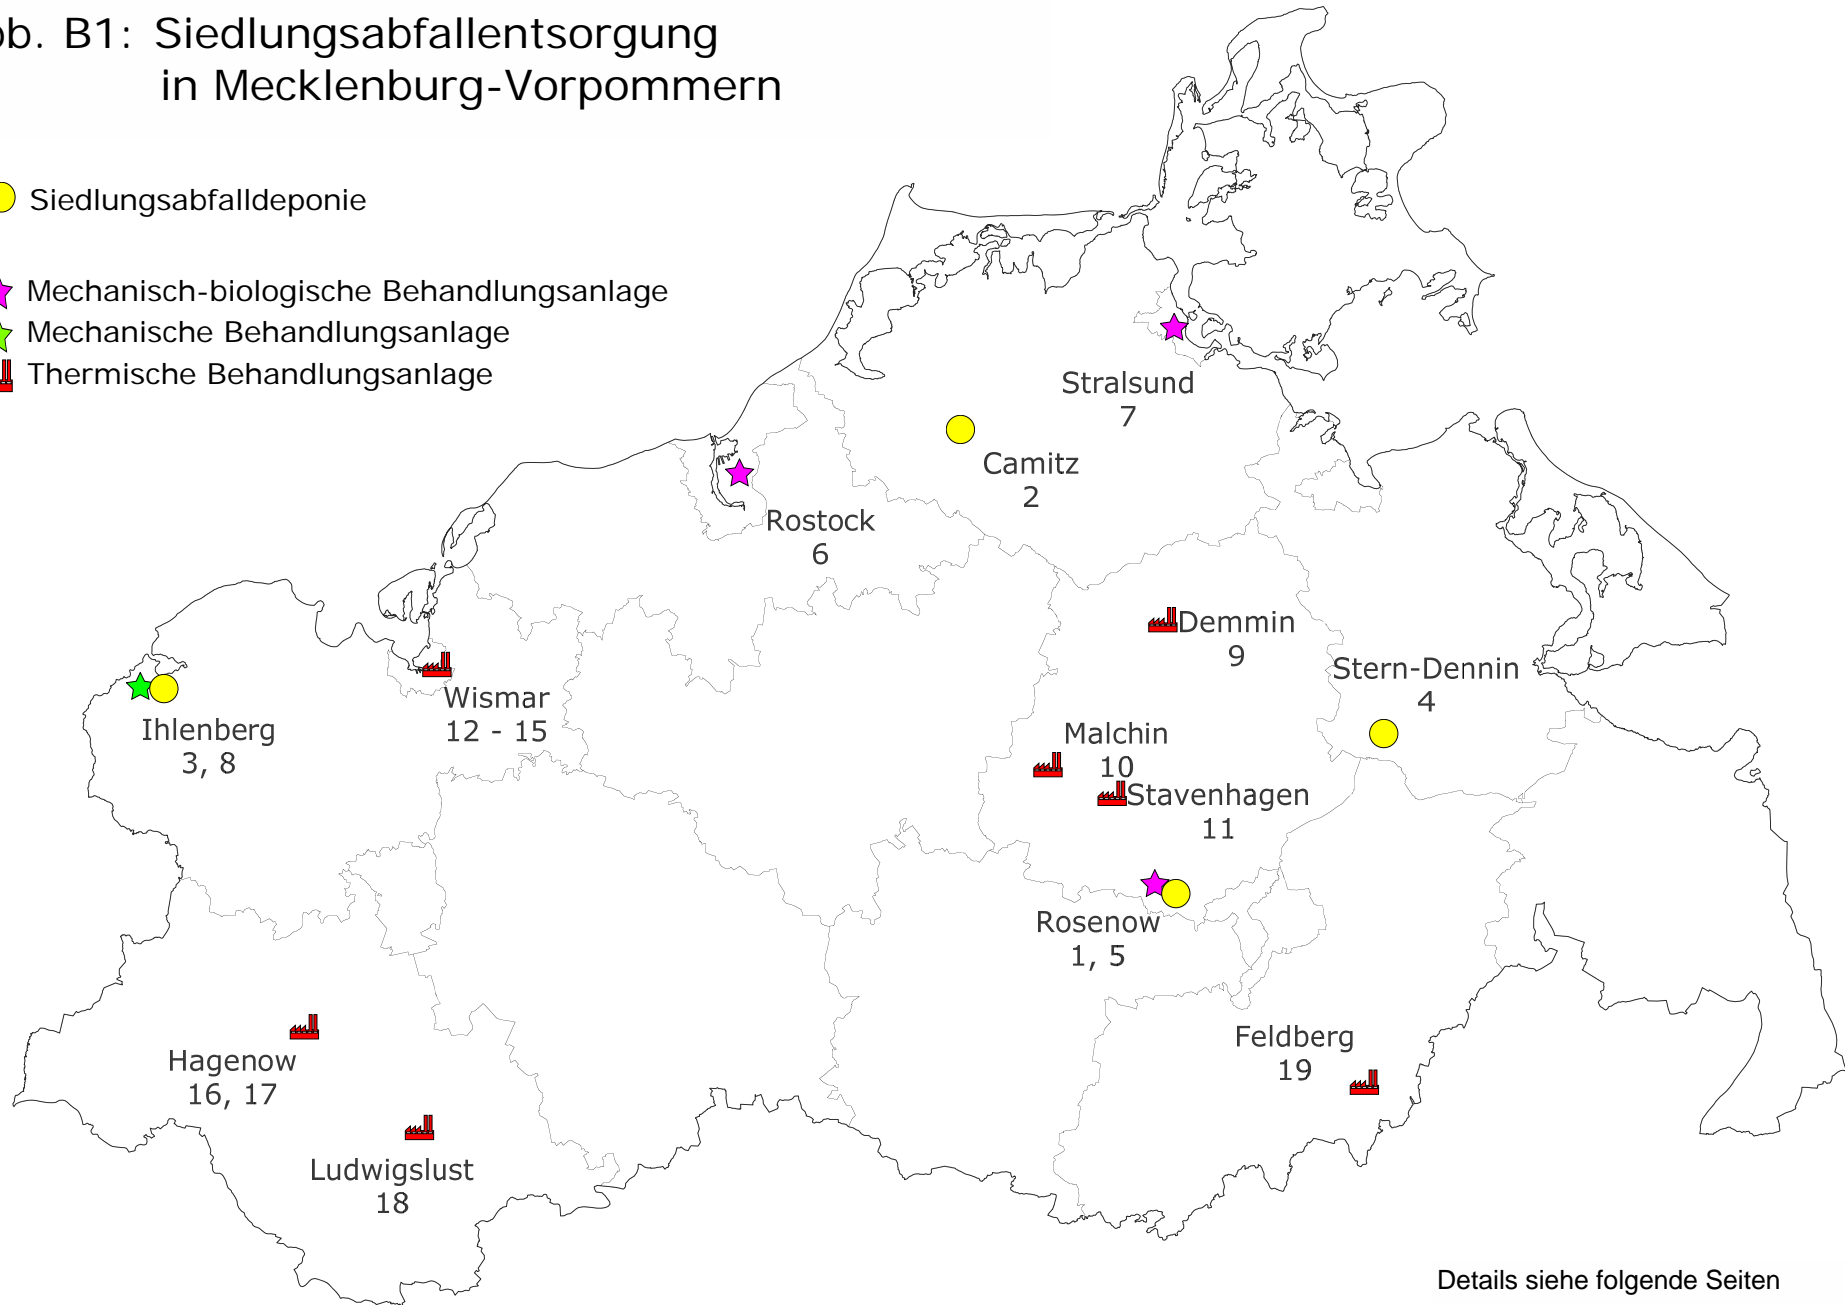 b. B1: Siedlungsabfallentsorgung
in Mecklenburg-Vorpommern
Siedlungsabfalldeponie
Mechanisch-biologische Behandlungsanlage
Mechanische Behandlungsanlage
Thermische Behandlungsanlage
Stralsund
7
Camitz
2
Rostock
6
Demmin
9
Stern-Dennin
4
Wismar
12 - 15
Ihlenberg
3, 8
Malchin
10
Stavenhagen
11
Rosenow
1, 5
Feldberg
19
Hagenow
16, 17
Ludwigslust
18
Details siehe folgende Seiten